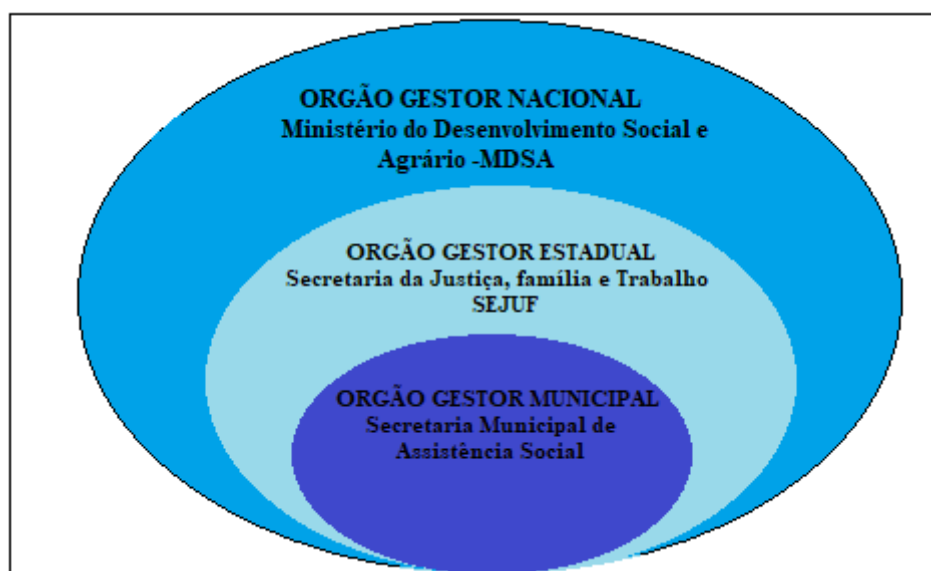 ORGÃO GESTOR NACIONAL
Ministério do Desenvolvimento Social e
Agrário -MDSA
ORGÃO GESTOR ESTADUAL
Secretaria da Justiça, família e Trabalho
SEJUF
ORGÃO GESTOR MUNICIPAL
Secretaria Municipal de
Assistência Social